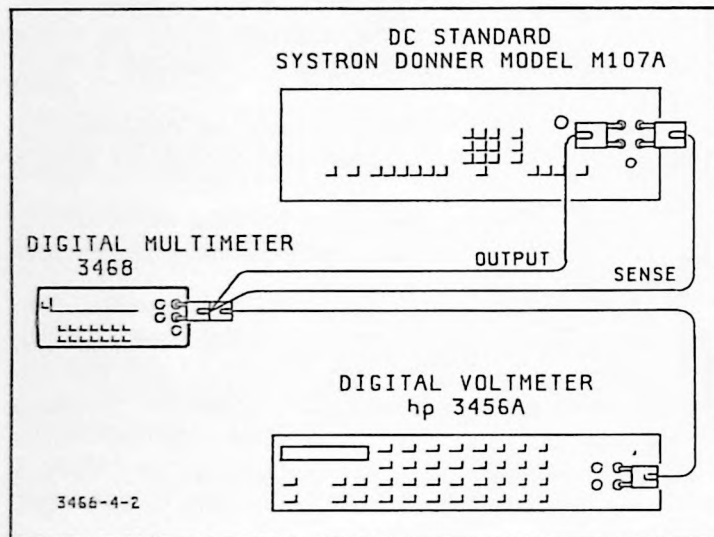 DC STANDARD
SYSTRON DONNER MODEL M107A
DIGITAL MULTIMETER
3468
OUTPUT
SENSE
DIGITAL VOLTMETER
hp 3456A
3466-4-2